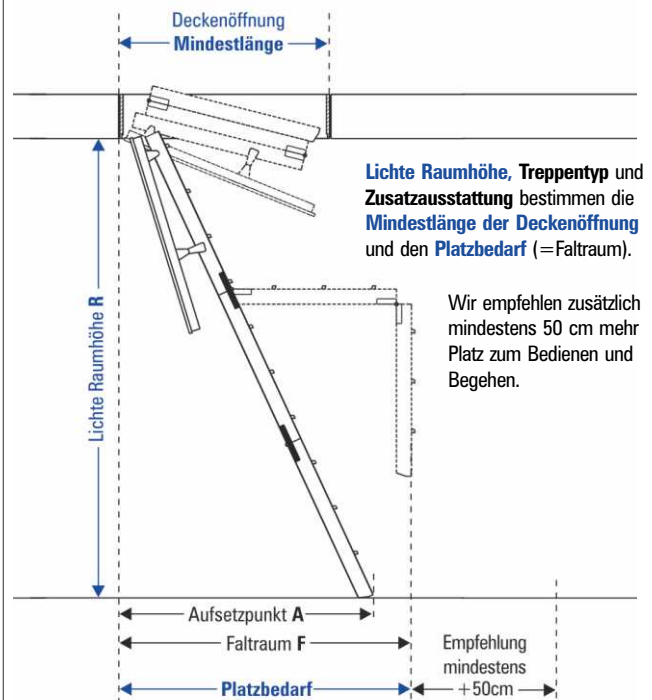 Deckenöffnung
Mindestlänge
Lichte Raumhöhe, Treppentyp und
Zusatzausstattung bestimmen die
Mindestlänge der Deckenöffnung
und den Platzbedarf (=Faltraum).
Wir empfehlen zusätzlich
mindestens 50 cm mehr
Platz zum Bedienen und
Begehen.
Lichte Raumhöhe R
Aufsetzpunkt A
Faltraum F
Platzbedarf
Empfehlung
mindestens
+50cm